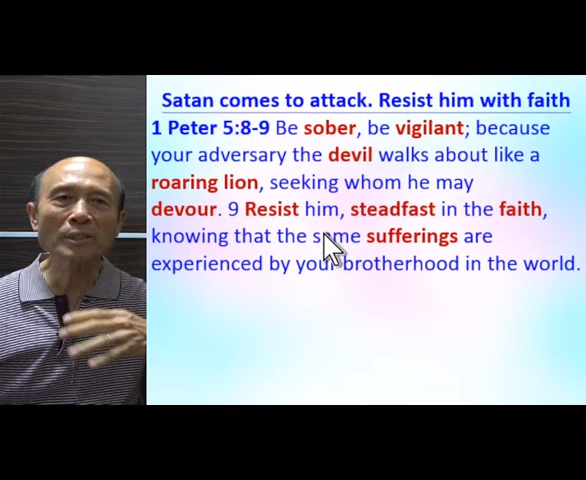 Satan comes to attack. Resist him with faith
1 Peter 5:8-9 Be sober, be vigilant; because
your adversary the devil walks about like a
roaring lion, seeking whom he may
devour. 9 Resist him, steadfast in the faith,
knowing that the same sufferings are
experienced by your brotherhood in the world.